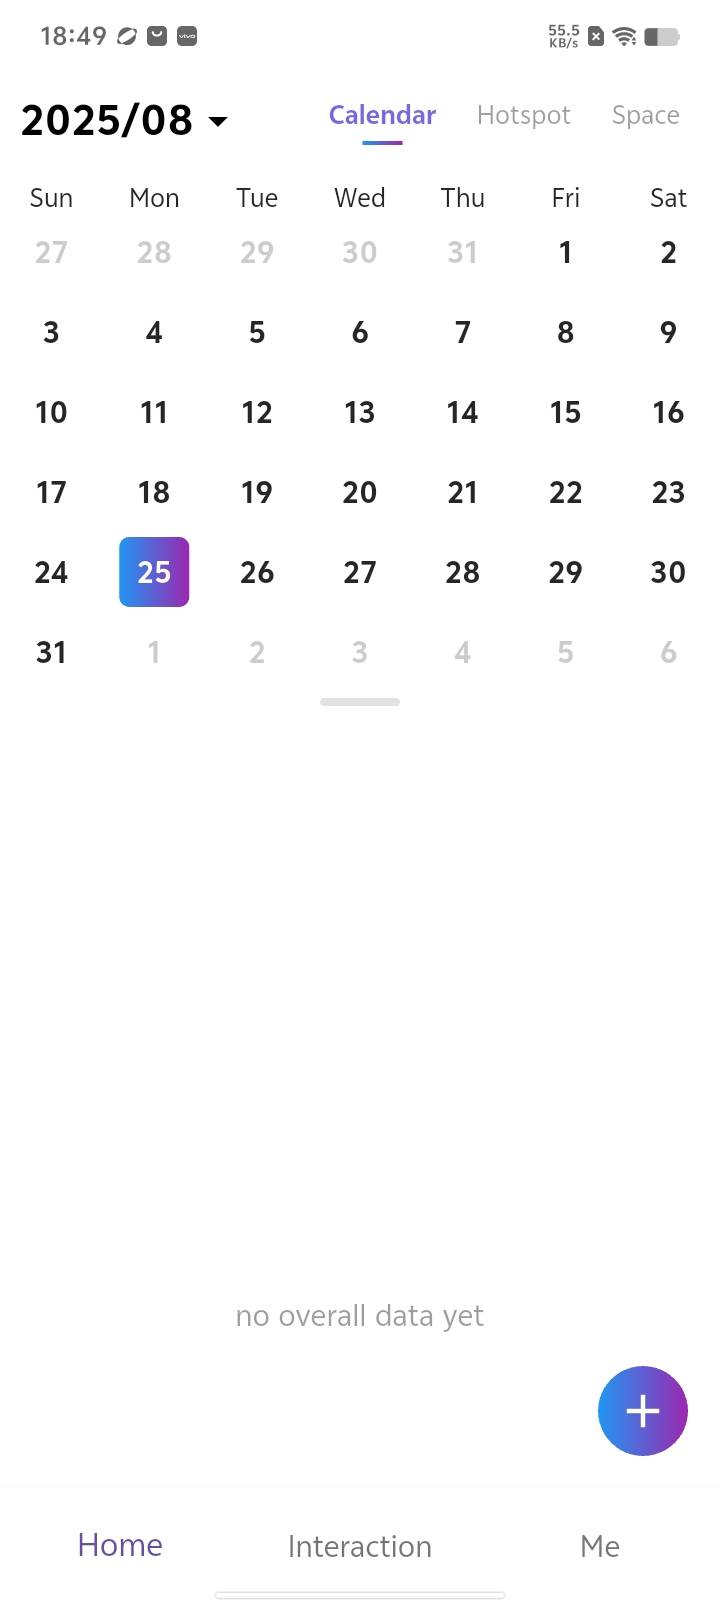 18:49 vivo 55.5 KB/s
2025/08 Calendar Hotspot Space
Sun Mon Tue Wed Thu Fri Sat
27 28 29 30 31 1 2
3 4 5 6 7 8 9
10 11 12 13 14 15 16
17 18 19 20 21 22 23
24 25 26 27 28 29 30
31 1 2 3 4 5 6
no overall data yet
Home Interaction Me